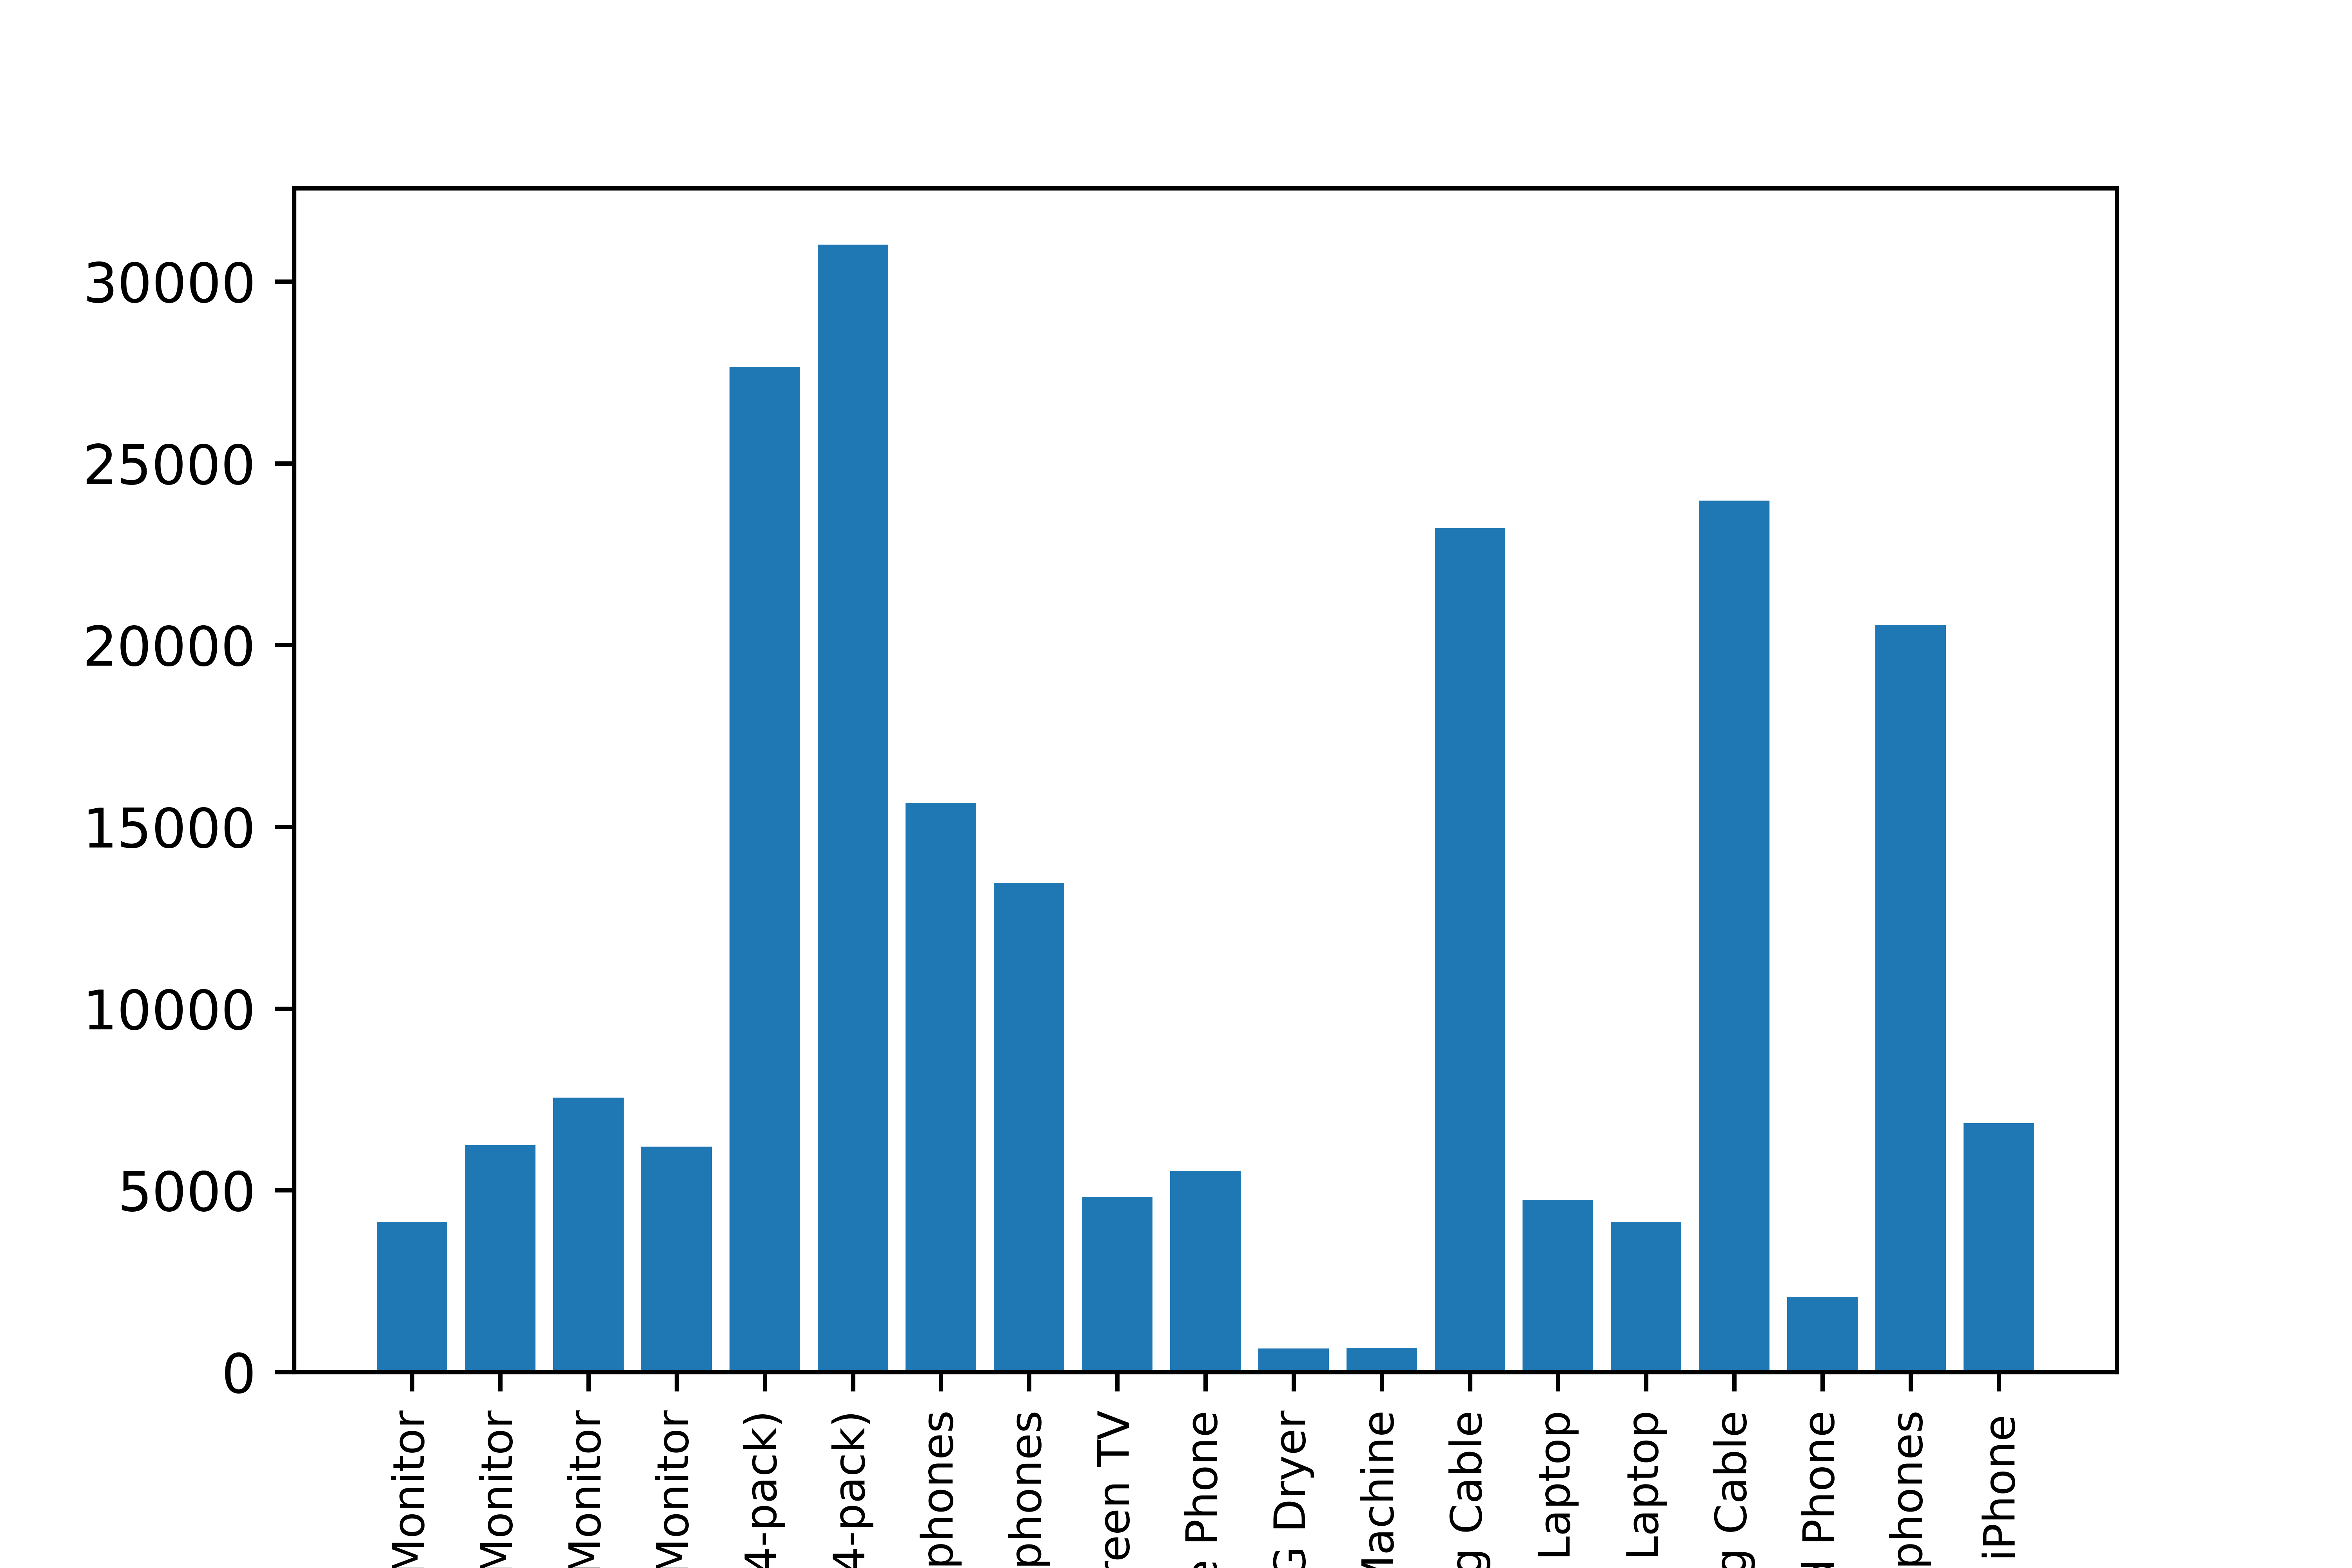 30000
25000
20000
15000
10000
5000
0
Monitor
Monitor
Monitor
Monitor
4-pack)
4-pack)
phones
phones
reen TV
e Phone
G Dryer
Machine
g Cable
Laptop
Laptop
g Cable
Phone
phones
iPhone